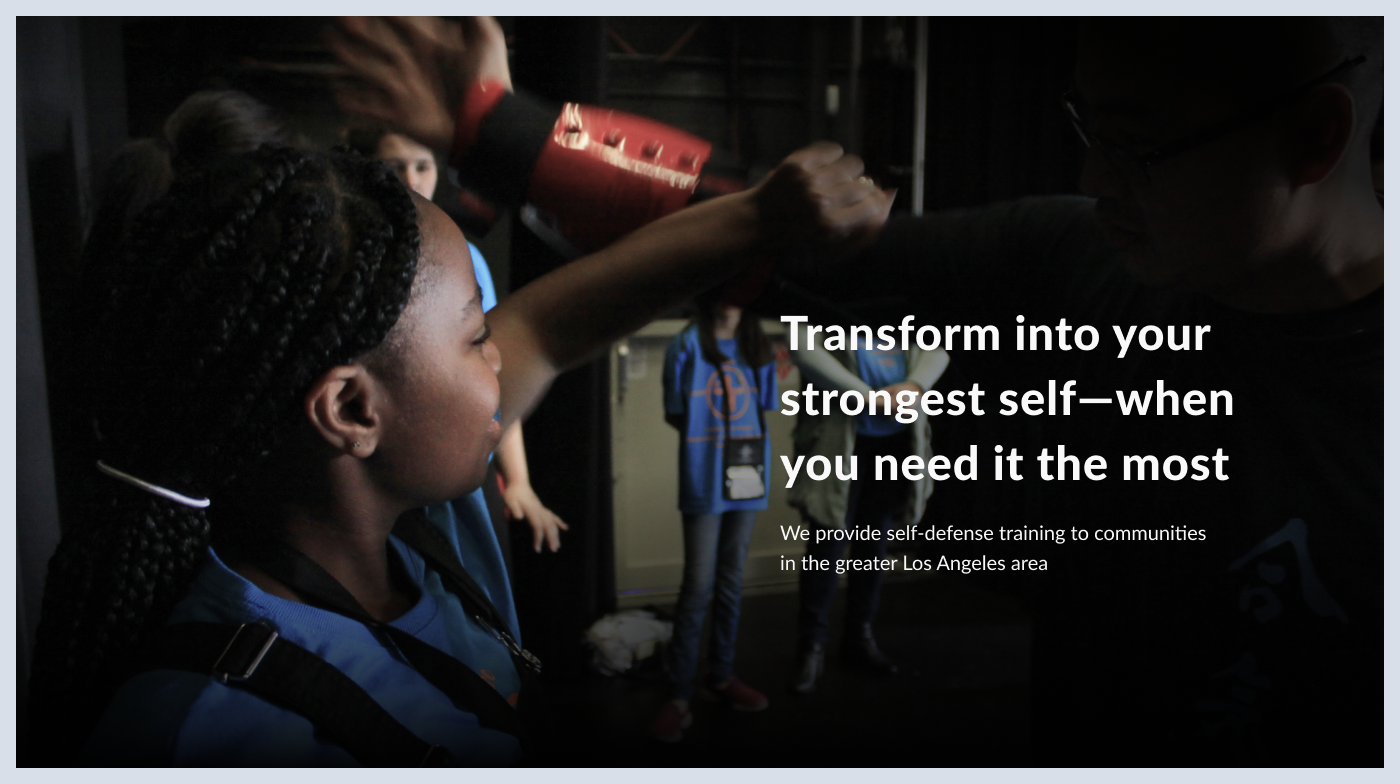 Transform into your
strongest self—when
you need it the most
We provide self-defense training to communities
in the greater Los Angeles area